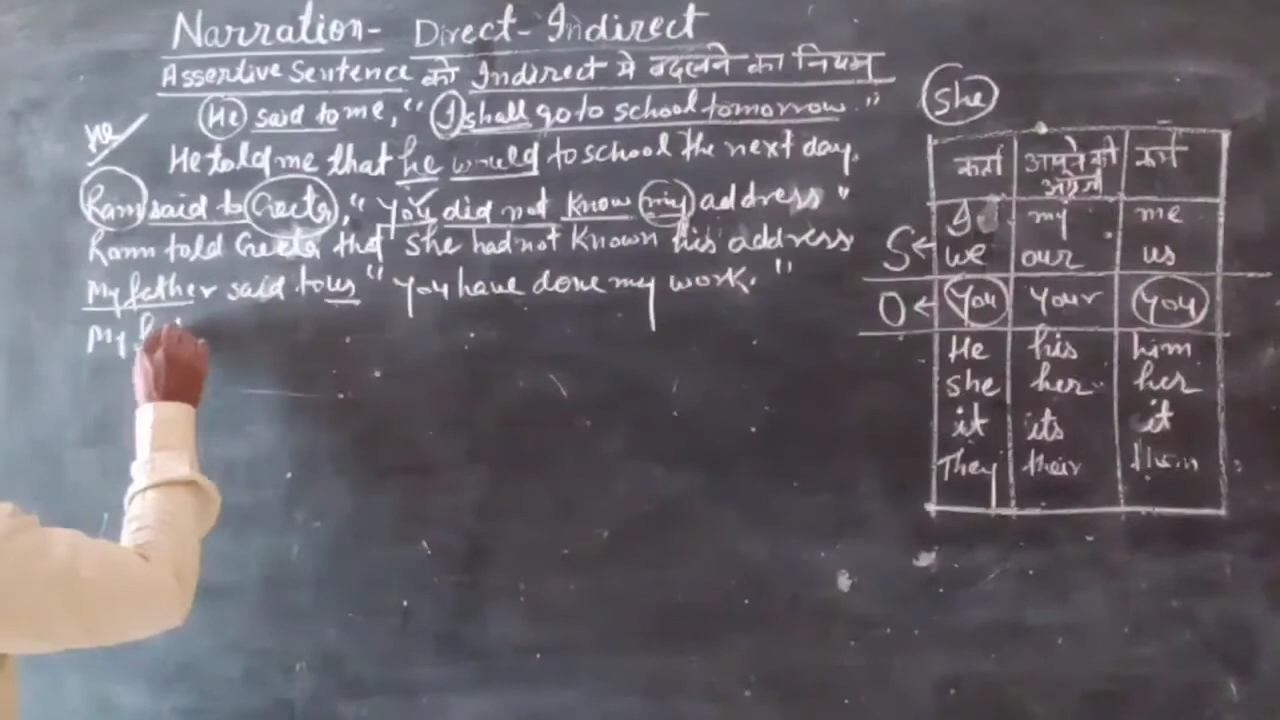 Narration- Direct-Indirect
Assertive Sentence को Indirect मे बदलने का नियम
He said to me, "I shall go to school tomorrow."
He
He told me that he would to school the next day.
Ram said to Geeta, "you did not know my address"
Ram told Geeta that she had not known his address
My father said to us "you have done my work."
My
She
कर्ता
कर्म
I my me
S ← we our us
O ← you your you
He his him
she her her
it its it
They their them